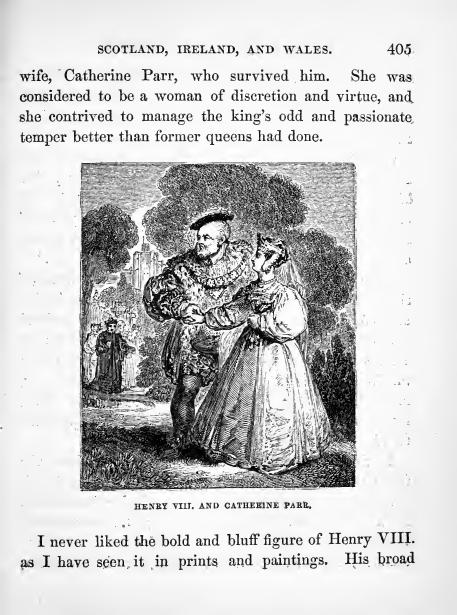 SCOTLAND, IRELAND, AND WALES. 405
wife, Catherine Parr, who survived him. She was
considered to be a woman of discretion and virtue, and
she contrived to manage the king's odd and passionate
temper better than former queens had done.
HENRY VIII. AND CATHERINE PARR.
I never liked the bold and bluff figure of Henry VIII.
as I have seen it in prints and paintings. His broad